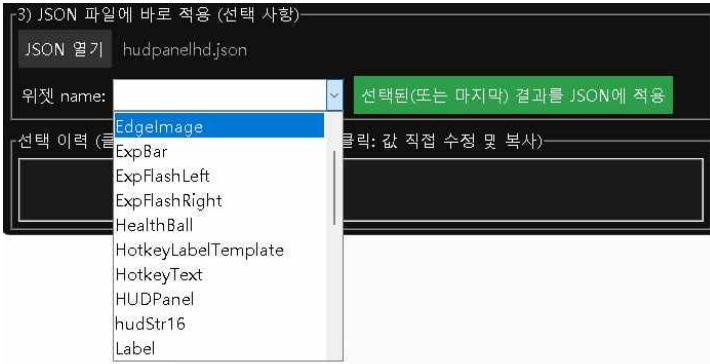 3) JSON 파일에 바로 적용 (선택 사항)
JSON 열기 hudpanelhd.json
위젯 name: 선택된(또는 마지막) 결과를 JSON에 적용
EdgeImage
선택 이력 클릭: 값 직접 수정 및 복사)
ExpBar
ExpFlashLeft
ExpFlashRight
HealthBall
HotkeyLabelTemplate
HotkeyText
HUDPanel
hudStr16
Label